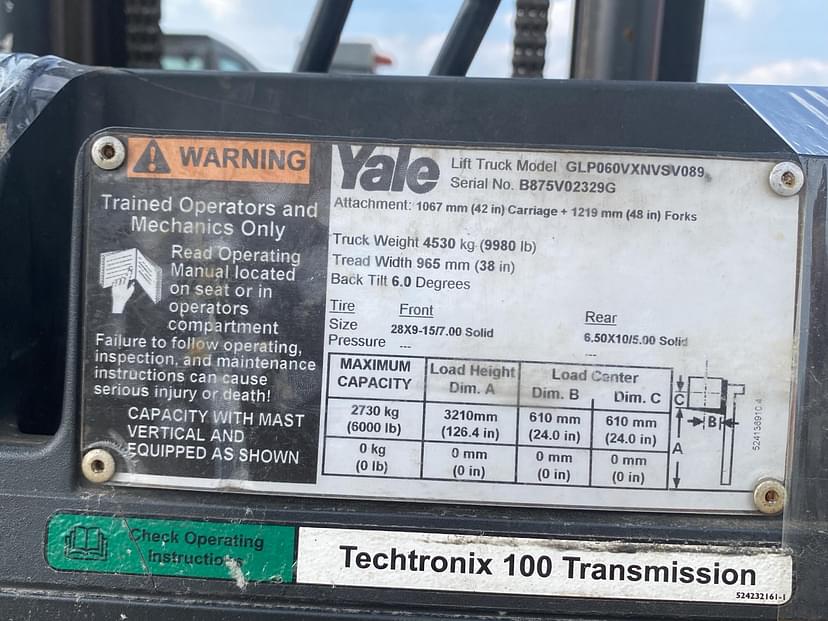 WARNING
Trained Operators and
Mechanics Only
Read Operating
Manual located
on seat or in
operators
compartment
Failure to follow operating,
inspection, and maintenance
instructions can cause
serious injury or death!
CAPACITY WITH MAST
VERTICAL AND
EQUIPPED AS SHOWN
Yale Lift Truck Model GLP060VXNVSV089
Serial No. B875V02329G
Attachment: 1067 mm (42 in) Carriage + 1219 mm (48 in) Forks
Truck Weight 4530 kg (9980 lb)
Tread Width 965 mm (38 in)
Back Tilt 6.0 Degrees
Tire Front Rear
Size 28X9-15/7.00 Solid 6.50X10/5.00 Solid
Pressure --- ---
MAXIMUM CAPACITY Load Height Dim. A Load Center Dim. B Dim. C
2730 kg 3210mm 610 mm 610 mm
(6000 lb) (126.4 in) (24.0 in) (24.0 in)
0 kg 0 mm 0 mm 0 mm
(0 lb) (0 in) (0 in) (0 in)
C
B
A
524158910 4
Check Operating
Instructions
Techtronix 100 Transmission
524232161-1